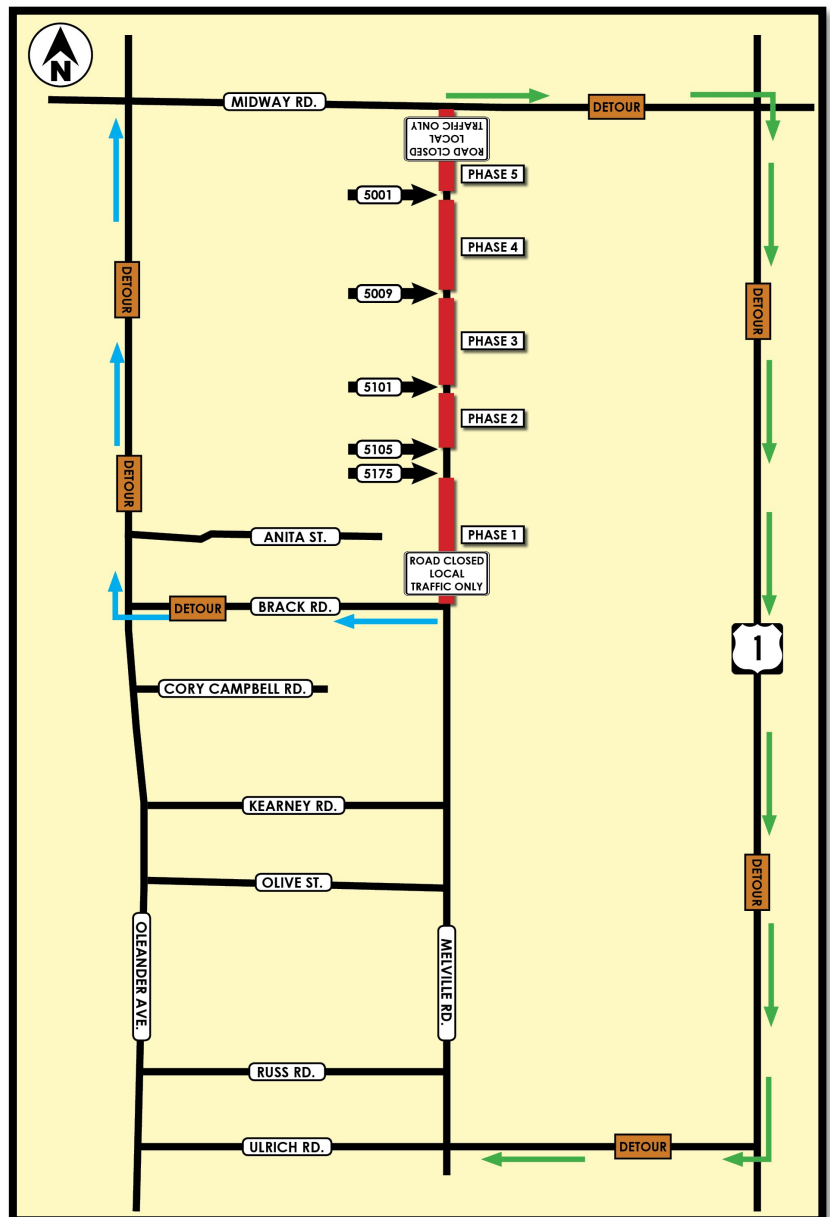 N
MIDWAY RD.
DETOUR
ROAD CLOSED
LOCAL
TRAFFIC ONLY
PHASE 5
5001
PHASE 4
DETOUR
5009
DETOUR
PHASE 3
5101
PHASE 2
5105
DETOUR
5175
ANITA ST.
PHASE 1
ROAD CLOSED
LOCAL
TRAFFIC ONLY
DETOUR
BRACK RD.
1
CORY CAMPBELL RD.
KEARNEY RD.
OLIVE ST.
DETOUR
OLEANDER AVE.
MELVILLE RD.
RUSS RD.
ULRICH RD.
DETOUR